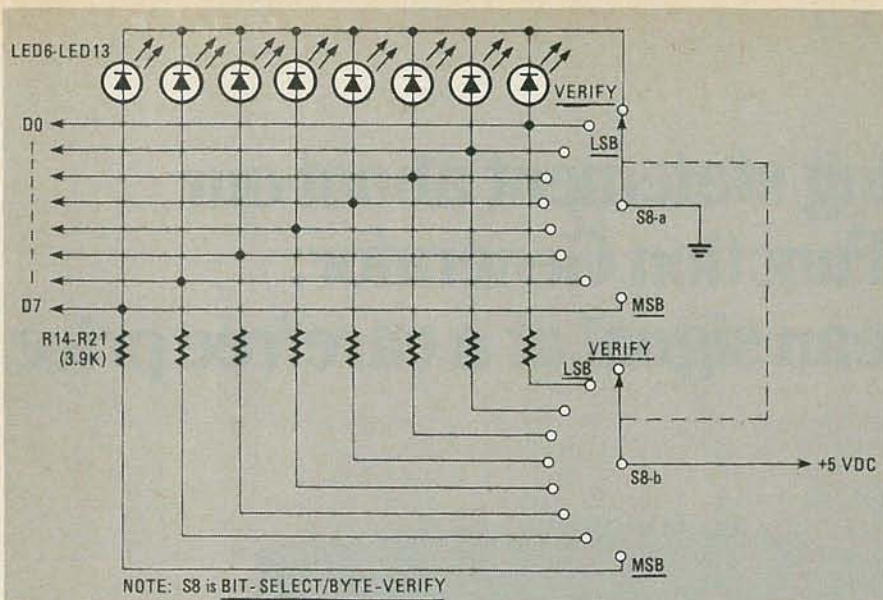 LED6-LED13
VERIFY
D0
LSB
S8-a
D7
MSB
R14-R21
(3.9K)
VERIFY
LSB
+5 VDC
S8-b
MSB
NOTE: S8 is BIT-SELECT/BYTE-VERIFY